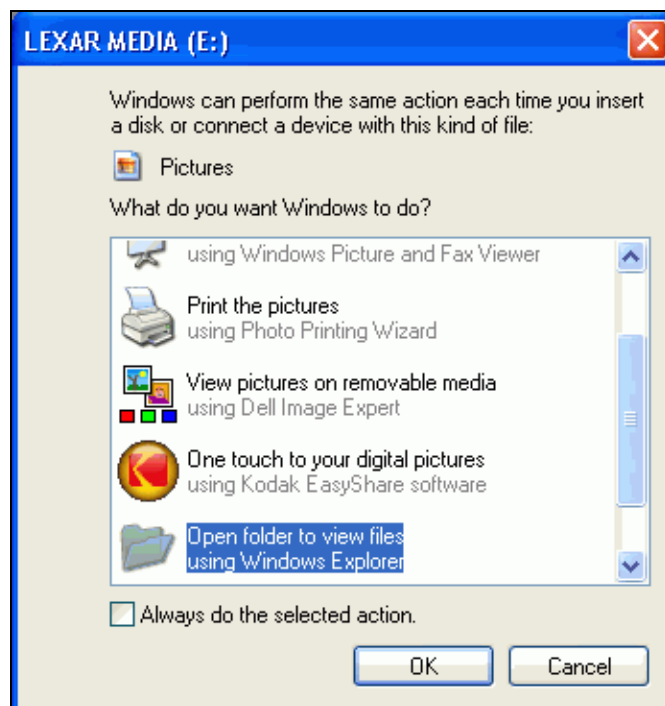 LEXAR MEDIA (E:)
Windows can perform the same action each time you insert
a disk or connect a device with this kind of file:
Pictures
What do you want Windows to do?
using Windows Picture and Fax Viewer
Print the pictures
using Photo Printing Wizard
View pictures on removable media
using Dell Image Expert
One touch to your digital pictures
using Kodak EasyShare software
Open folder to view files
using Windows Explorer
Always do the selected action.
OK
Cancel